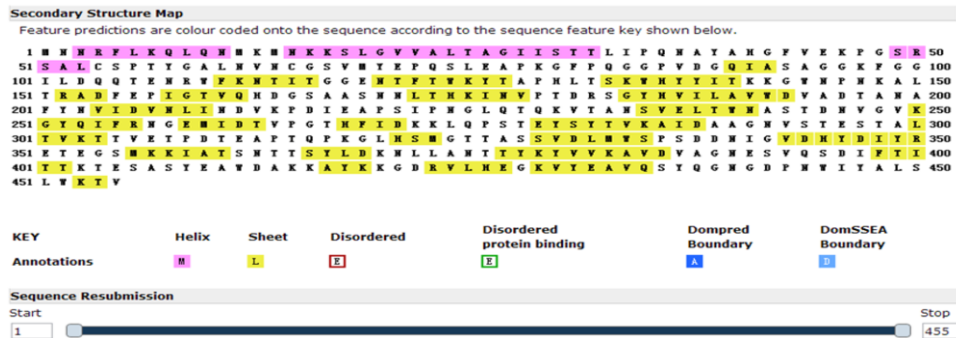 Secondary Structure Map
Feature predictions are colour coded onto the sequence according to the sequence feature key shown below.
1 M N N R F L K Q L Q N M K M N K K S L G V V A L T A G I I S T T L I P Q N A Y A H G F V E K P G S R 50
51 S A L C S P T Y G A L N V N C G S V M Y E P Q S L E A P K G F P Q G G P V D G Q I A S A G G K F G G 100
101 I L D Q Q T E N R W F K N T I T G G E N T F T W K Y T A P H L T S K W H Y Y I T K K G W N P N K A L 150
151 T R A D F E P I G T V Q H D G S A A S N N L T H K I N V P T D R S G Y H V I L A V W D V A D T A N A 200
201 F Y N V I D V N L I N D V K P D I E A P S I P N G L Q T Q K V T A N S V E L T W N A S T D N V G V K 250
251 G Y Q I F R N G E M I D T V P G T H F I D K K L Q P S T E Y S Y T V K A I D A A G N V S T E S T A L 300
301 T V K T T V E T P D T E A P T Q P K G L H S M G T T A S S V D L M W S P S D D N I G V D H Y D I Y R 350
351 E T E G S M K K I A T S N T T S Y L D K N L L A N T T Y K Y V V K A V D V A G N E S V Q S D I F T I 400
401 T T K T E S A S Y E A W D A K K A Y K K G D R V L H E G K V Y E A V Q S Y Q G N G D P N W I T A L S 450
451 L W K T V
KEY Helix Sheet Disordered Disordered protein binding Dompred Boundary DomSSEA Boundary
Annotations M L E E A D
Sequence Resubmission
Start Stop
1 455